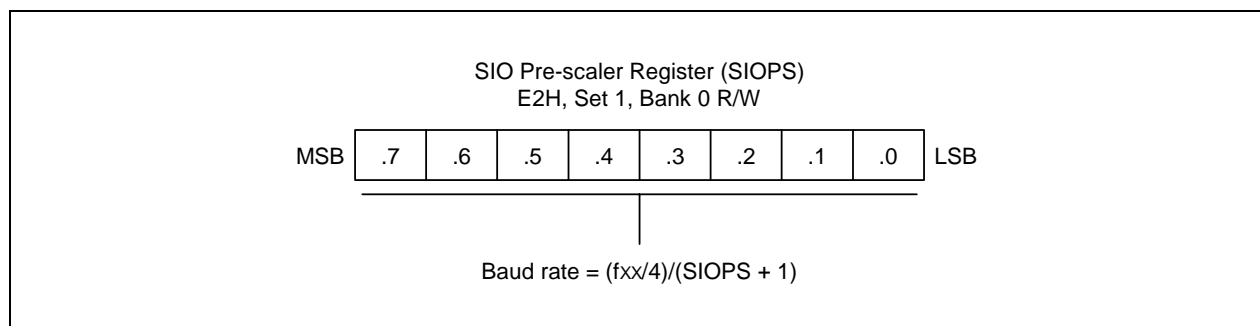 SIO Pre-scaler Register (SIOPS)
E2H, Set 1, Bank 0 R/W
MSB .7 .6 .5 .4 .3 .2 .1 .0 LSB
Baud rate = (fxx/4)/(SIOPS + 1)